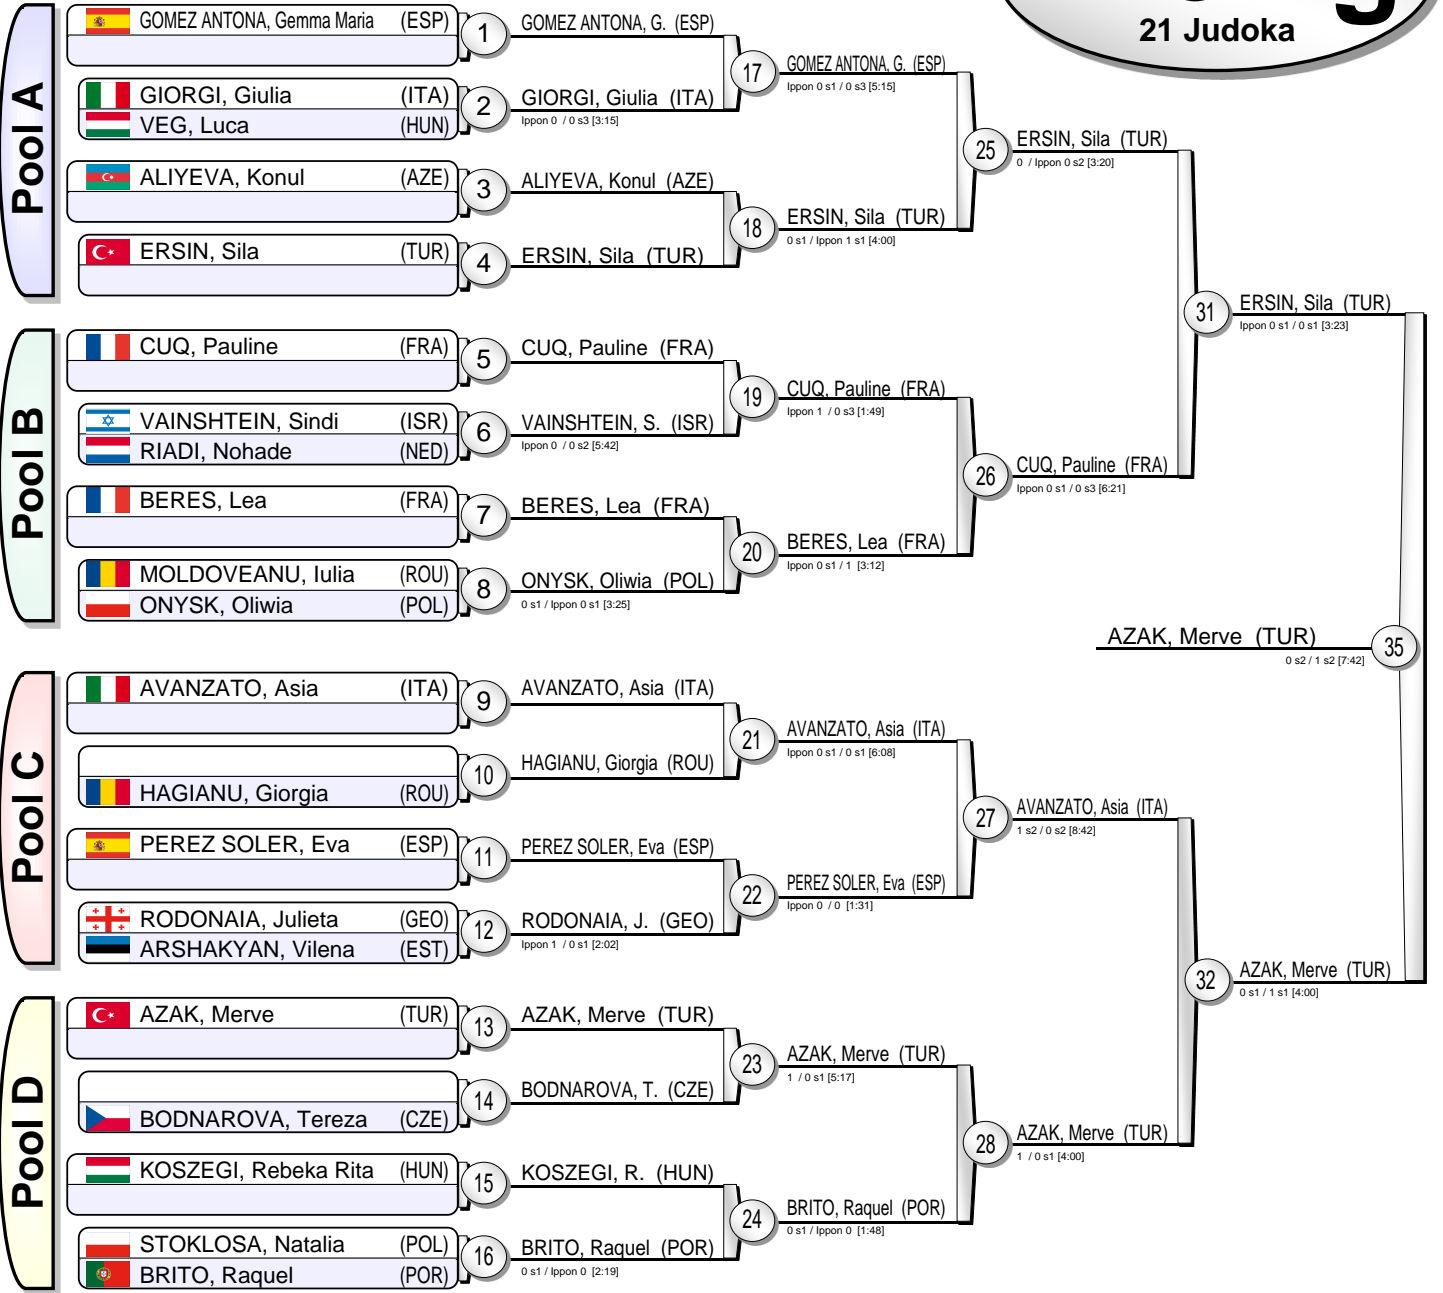 21 Judoka
Pool A
GOMEZ ANTONA, Gemma Maria (ESP)
GIORGI, Giulia (ITA)
VEG, Luca (HUN)
ALIYEVA, Konul (AZE)
ERSIN, Sila (TUR)
Pool B
CUQ, Pauline (FRA)
VAINSHTEIN, Sindi (ISR)
RIADI, Nohade (NED)
BERES, Lea (FRA)
MOLDOVEANU, Iulia (ROU)
ONYSK, Oliwia (POL)
Pool C
AVANZATO, Asia (ITA)
HAGIANU, Giorgia (ROU)
PEREZ SOLER, Eva (ESP)
RODONAIA, Julieta (GEO)
ARSHAKYAN, Vilena (EST)
Pool D
AZAK, Merve (TUR)
BODNAROVA, Tereza (CZE)
KOSZEGI, Rebeka Rita (HUN)
STOKLOSA, Natalia (POL)
BRITO, Raquel (POR)
1
GOMEZ ANTONA, G. (ESP)
2
GIORGI, Giulia (ITA)
Ippon 0 / 0 s3 [3:15]
3
ALIYEVA, Konul (AZE)
4
ERSIN, Sila (TUR)
5
CUQ, Pauline (FRA)
6
VAINSHTEIN, S. (ISR)
Ippon 0 / 0 s2 [5:42]
7
BERES, Lea (FRA)
8
ONYSK, Oliwia (POL)
0 s1 / Ippon 0 s1 [3:25]
9
AVANZATO, Asia (ITA)
10
HAGIANU, Giorgia (ROU)
11
PEREZ SOLER, Eva (ESP)
12
RODONAIA, J. (GEO)
Ippon 1 / 0 s1 [2:02]
13
AZAK, Merve (TUR)
14
BODNAROVA, T. (CZE)
15
KOSZEGI, R. (HUN)
16
BRITO, Raquel (POR)
0 s1 / Ippon 0 [2:19]
17
GOMEZ ANTONA, G. (ESP)
Ippon 0 s1 / 0 s3 [5:15]
18
ERSIN, Sila (TUR)
0 s1 / Ippon 1 s1 [4:00]
19
CUQ, Pauline (FRA)
Ippon 1 / 0 s3 [1:49]
20
BERES, Lea (FRA)
Ippon 0 s1 / 1 [3:12]
21
AVANZATO, Asia (ITA)
Ippon 0 s1 / 0 s1 [6:08]
22
PEREZ SOLER, Eva (ESP)
Ippon 0 / 0 [1:31]
23
AZAK, Merve (TUR)
1 / 0 s1 [5:17]
24
BRITO, Raquel (POR)
0 s1 / Ippon 0 [1:48]
25
ERSIN, Sila (TUR)
0 / Ippon 0 s2 [3:20]
26
CUQ, Pauline (FRA)
Ippon 0 s1 / 0 s3 [6:21]
27
AVANZATO, Asia (ITA)
1 s2 / 0 s2 [8:42]
28
AZAK, Merve (TUR)
1 / 0 s1 [4:00]
31
ERSIN, Sila (TUR)
Ippon 0 s1 / 0 s1 [3:23]
32
AZAK, Merve (TUR)
0 s1 / 1 s1 [4:00]
AZAK, Merve (TUR)
35
0 s2 / 1 s2 [7:42]